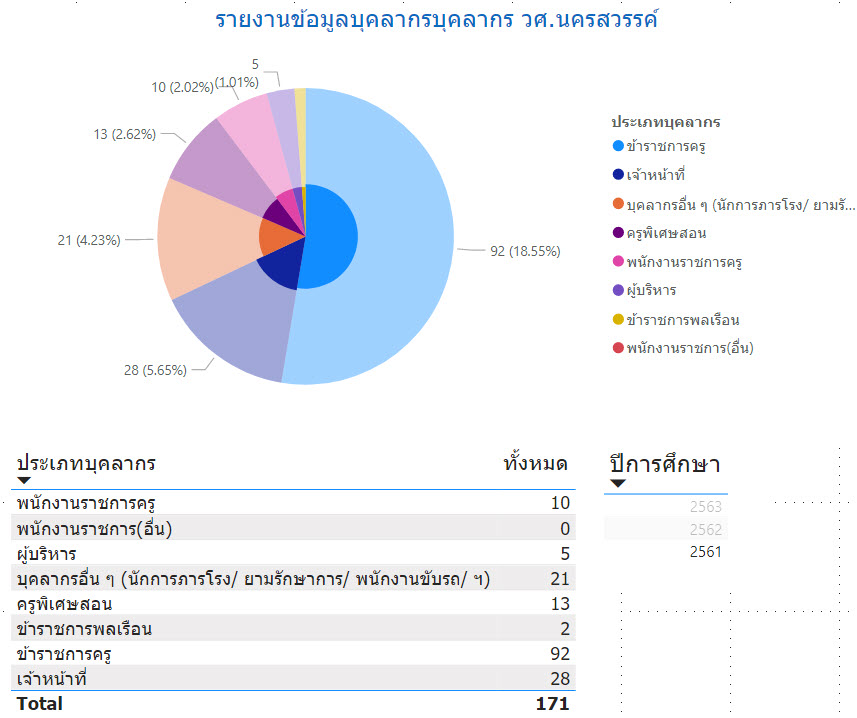 รายงานข้อมูลบุคลากรบุคลากร วศ.นครสวรรค์
5
(1.01%)
10 (2.02%)
13 (2.62%)
21 (4.23%)
28 (5.65%)
92 (18.55%)
ประเภทบุคลากร
ข้าราชการครู
เจ้าหน้าที่
บุคลากรอื่น ๆ (นักการภารโรง/ ยามรั...
ครูพิเศษสอน
พนักงานราชการครู
ผู้บริหาร
ข้าราชการพลเรือน
พนักงานราชการ(อื่น)
ประเภทบุคลากร ทั้งหมด
พนักงานราชการครู 10
พนักงานราชการ(อื่น) 0
ผู้บริหาร 5
บุคลากรอื่น ๆ (นักการภารโรง/ ยามรักษาการ/ พนักงานขับรถ/ ฯ) 21
ครูพิเศษสอน 13
ข้าราชการพลเรือน 2
ข้าราชการครู 92
เจ้าหน้าที่ 28
Total 171
ปีการศึกษา
2563
2562
2561